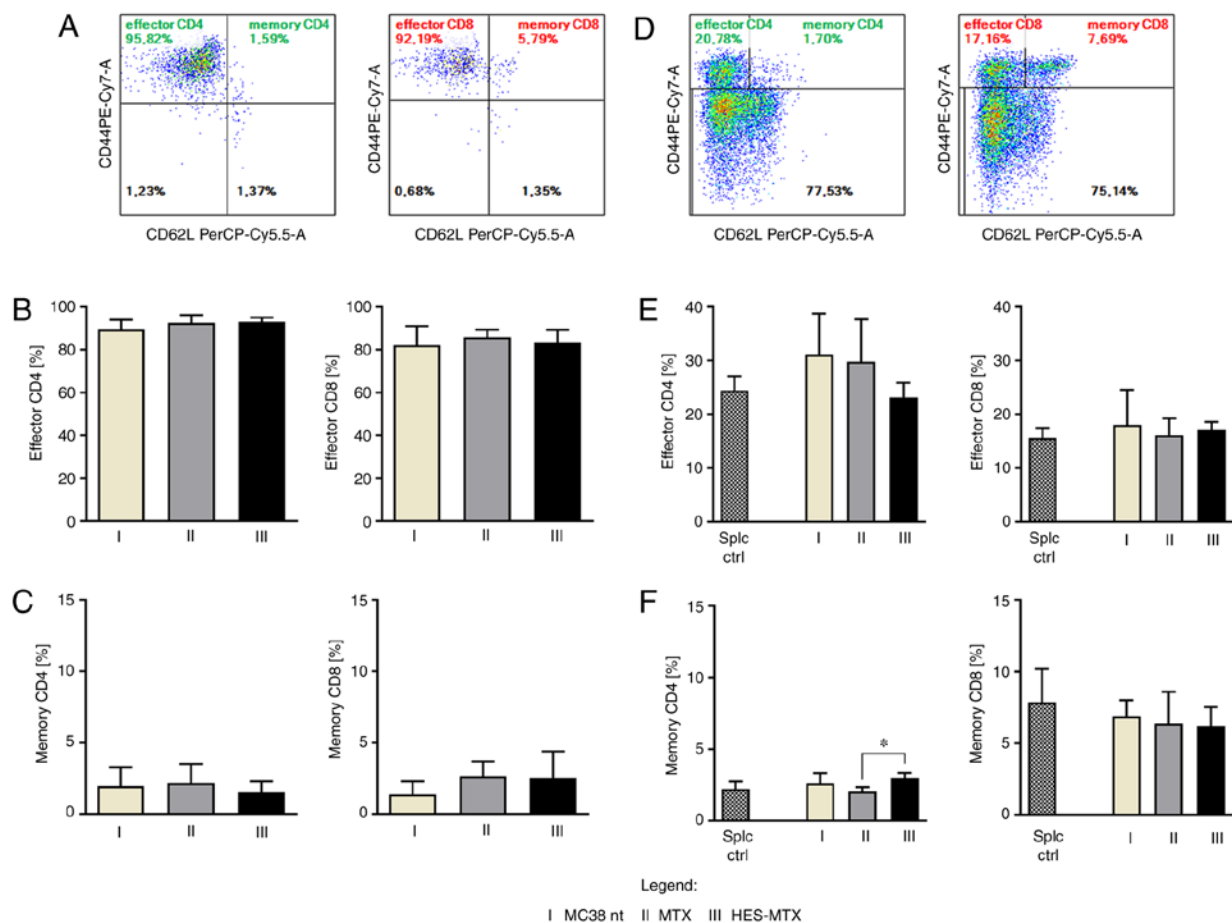 A
effector CD4
95,82%
memory CD4
1,59%
1,23%
1,37%
CD44PE-Cy7-A
CD62L PerCP-Cy5.5-A
effector CD8
92,19%
memory CD8
5,79%
0,68%
1,35%
CD44PE-Cy7-A
CD62L PerCP-Cy5.5-A
D
effector CD4
20,78%
memory CD4
1,70%
77,53%
CD44PE-Cy7-A
CD62L PerCP-Cy5.5-A
effector CD8
17,16%
memory CD8
7,69%
75,14%
CD44PE-Cy7-A
CD62L PerCP-Cy5.5-A
B
Effector CD4 [%]
100
80
60
40
20
0
I II III
Effector CD8 [%]
100
80
60
40
80
0
I II III
E
Effector CD4 [%]
40
30
20
10
0
Splc
ctrl
I II III
Effector CD8 [%]
40
30
20
10
0
Splc
ctrl
I II III
C
Memory CD4 [%]
15
10
5
0
I II III
Memory CD8 [%]
15
10
5
0
I II III
F
Memory CD4 [%]
15
10
5
0
*
Splc
ctrl
I II III
Memory CD8 [%]
15
10
5
0
Splc
ctrl
I II III
Legend:
I MC38 nt II MTX III HES-MTX